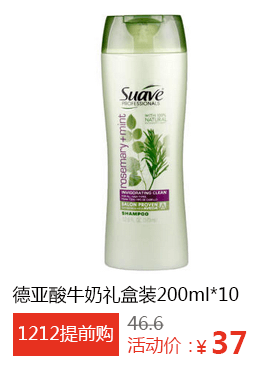 Suave
PROFESSIONALS
rosemary+mint
INVIGORATING CLEAN
SALON PROVEN
SHAMPOO
德亚酸牛奶礼盒装200ml*10
1212提前购
46.6
活动价：¥37